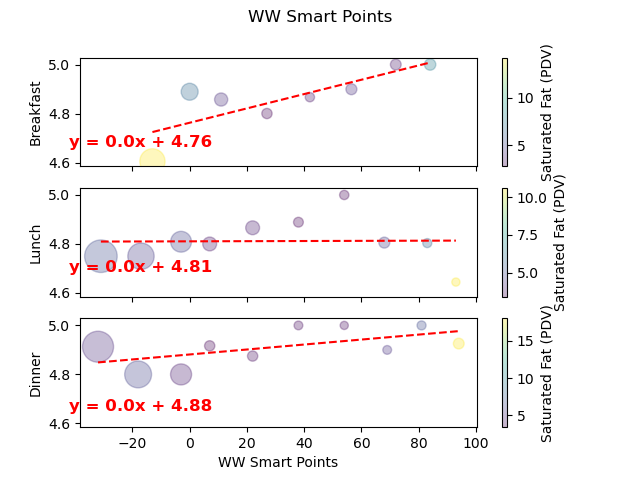 WW Smart Points
5.0
4.8
4.6
Breakfast
y = 0.0x + 4.76
10
5
Saturated Fat (PDV)
5.0
4.8
4.6
Lunch
y = 0.0x + 4.81
10.0
7.5
5.0
Saturated Fat (PDV)
5.0
4.8
4.6
Dinner
y = 0.0x + 4.88
15
10
5
Saturated Fat (PDV)
−20 0 20 40 60 80 100
WW Smart Points